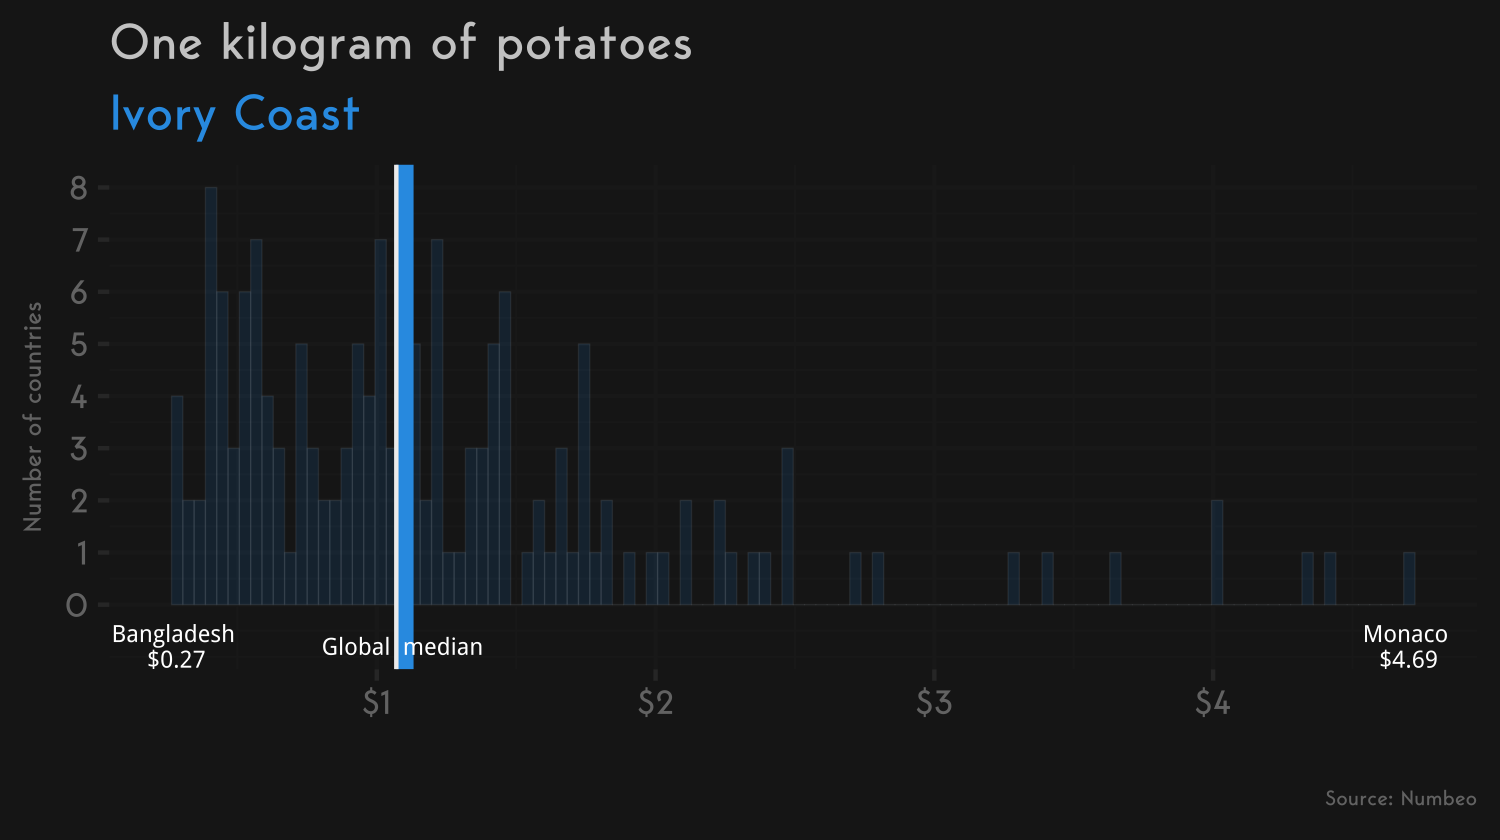 One kilogram of potatoes
Ivory Coast
Number of countries
8
7
6
5
4
3
2
1
0
Bangladesh
$0.27
Global median
Monaco
$4.69
$1
$2
$3
$4
Source: Numbeo